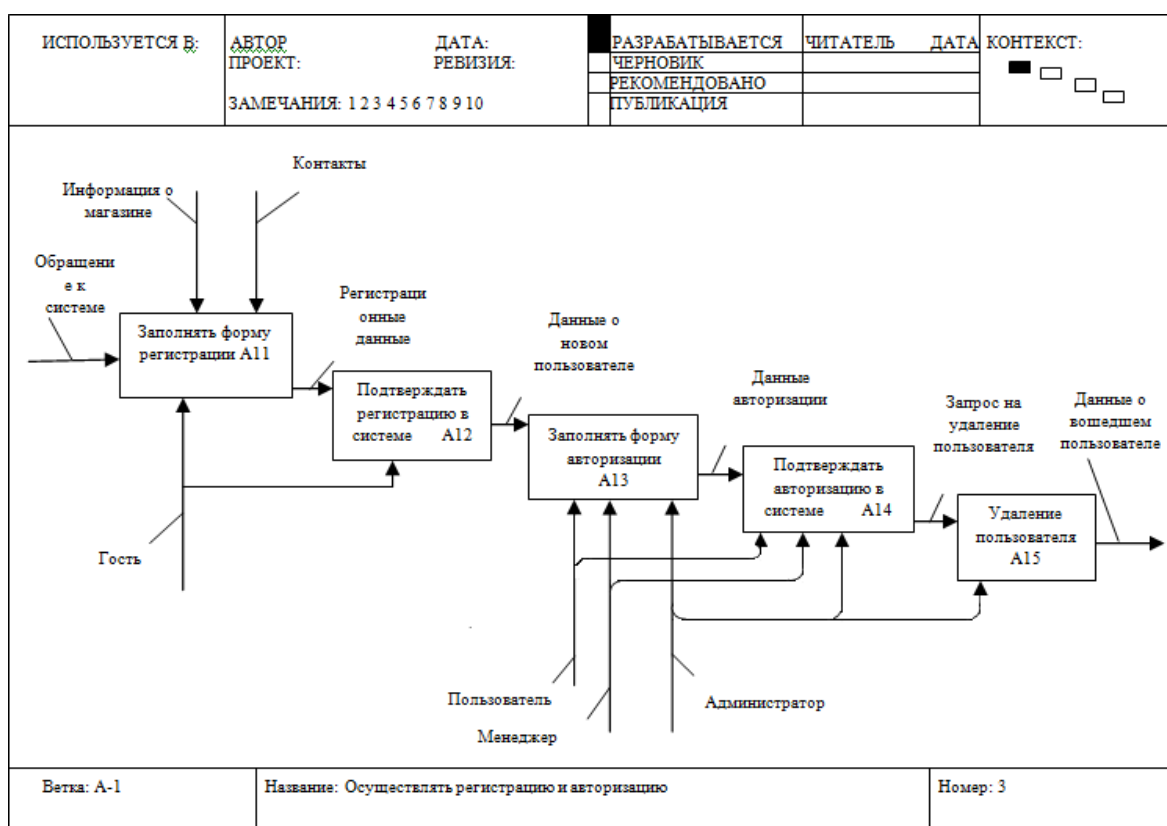 ИСПОЛЬЗУЕТСЯ В:
АВТОР ДАТА:
ПРОЕКТ: РЕВИЗИЯ:
ЗАМЕЧАНИЯ: 1 2 3 4 5 6 7 8 9 10
РАЗРАБАТЫВАЕТСЯ
ЧЕРНОВИК
РЕКОМЕНДОВАНО
ПУБЛИКАЦИЯ
ЧИТАТЕЛЬ ДАТА
КОНТЕКСТ:
Контакты
Информация о
магазине
Обращени
е к
системе
Заполнять форму
регистрации А11
Регистраци
онные
данные
Подтверждать
регистрацию в
системе А12
Данные о
новом
пользователе
Заполнять форму
авторизации
А13
Данные
авторизации
Подтверждать
авторизацию в
системе А14
Запрос на
удаление
пользователя
Данные о
вошедшем
пользователе
Удаление
пользователя
А15
Гость
Пользователь
Менеджер
Администратор
Ветка: А-1
Название: Осуществлять регистрацию и авторизацию
Номер: 3